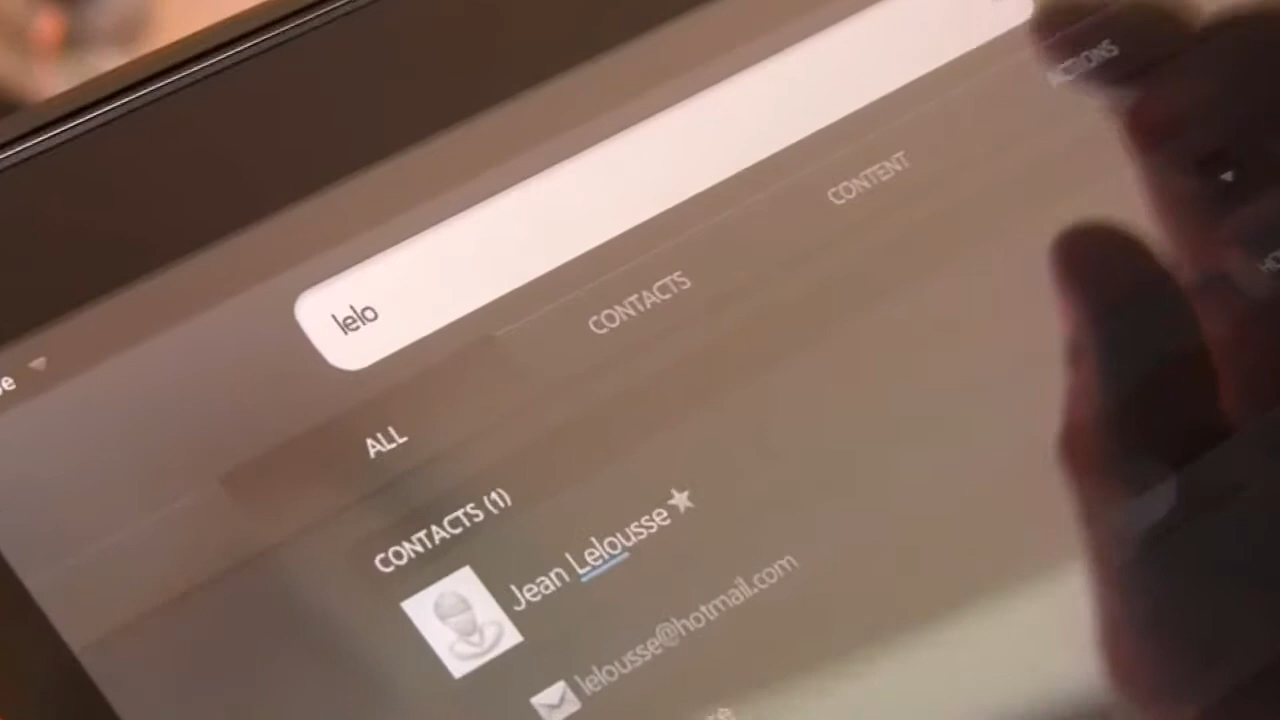 lelo
ALL
CONTACTS
CONTENT
ACTIONS
CONTACTS (1)
Jean Lelousse
lelousse@hotmail.com